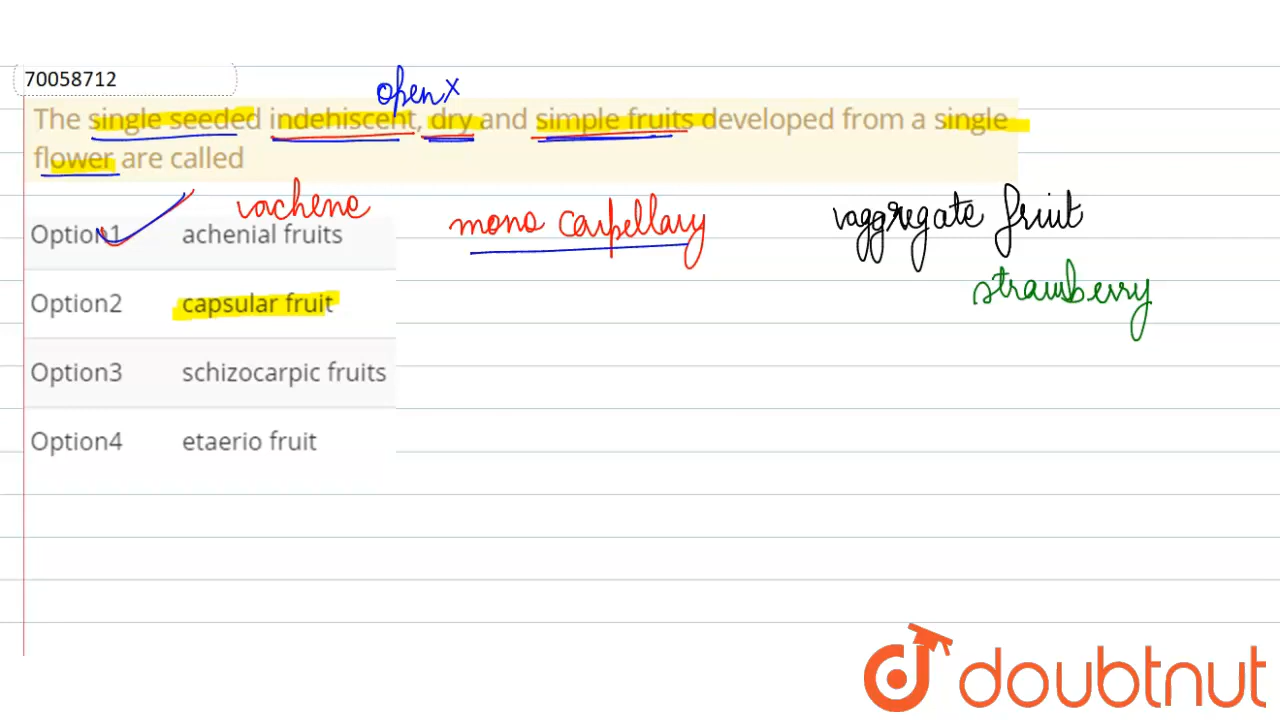 70058712
open x
The single seeded indehiscent, dry and simple fruits developed from a single
flower are called
achene
mono carpellary
aggregate fruit
Option1 achenial fruits
strawberry
Option2 capsular fruit
Option3 schizocarpic fruits
Option4 etaerio fruit
doubtnut